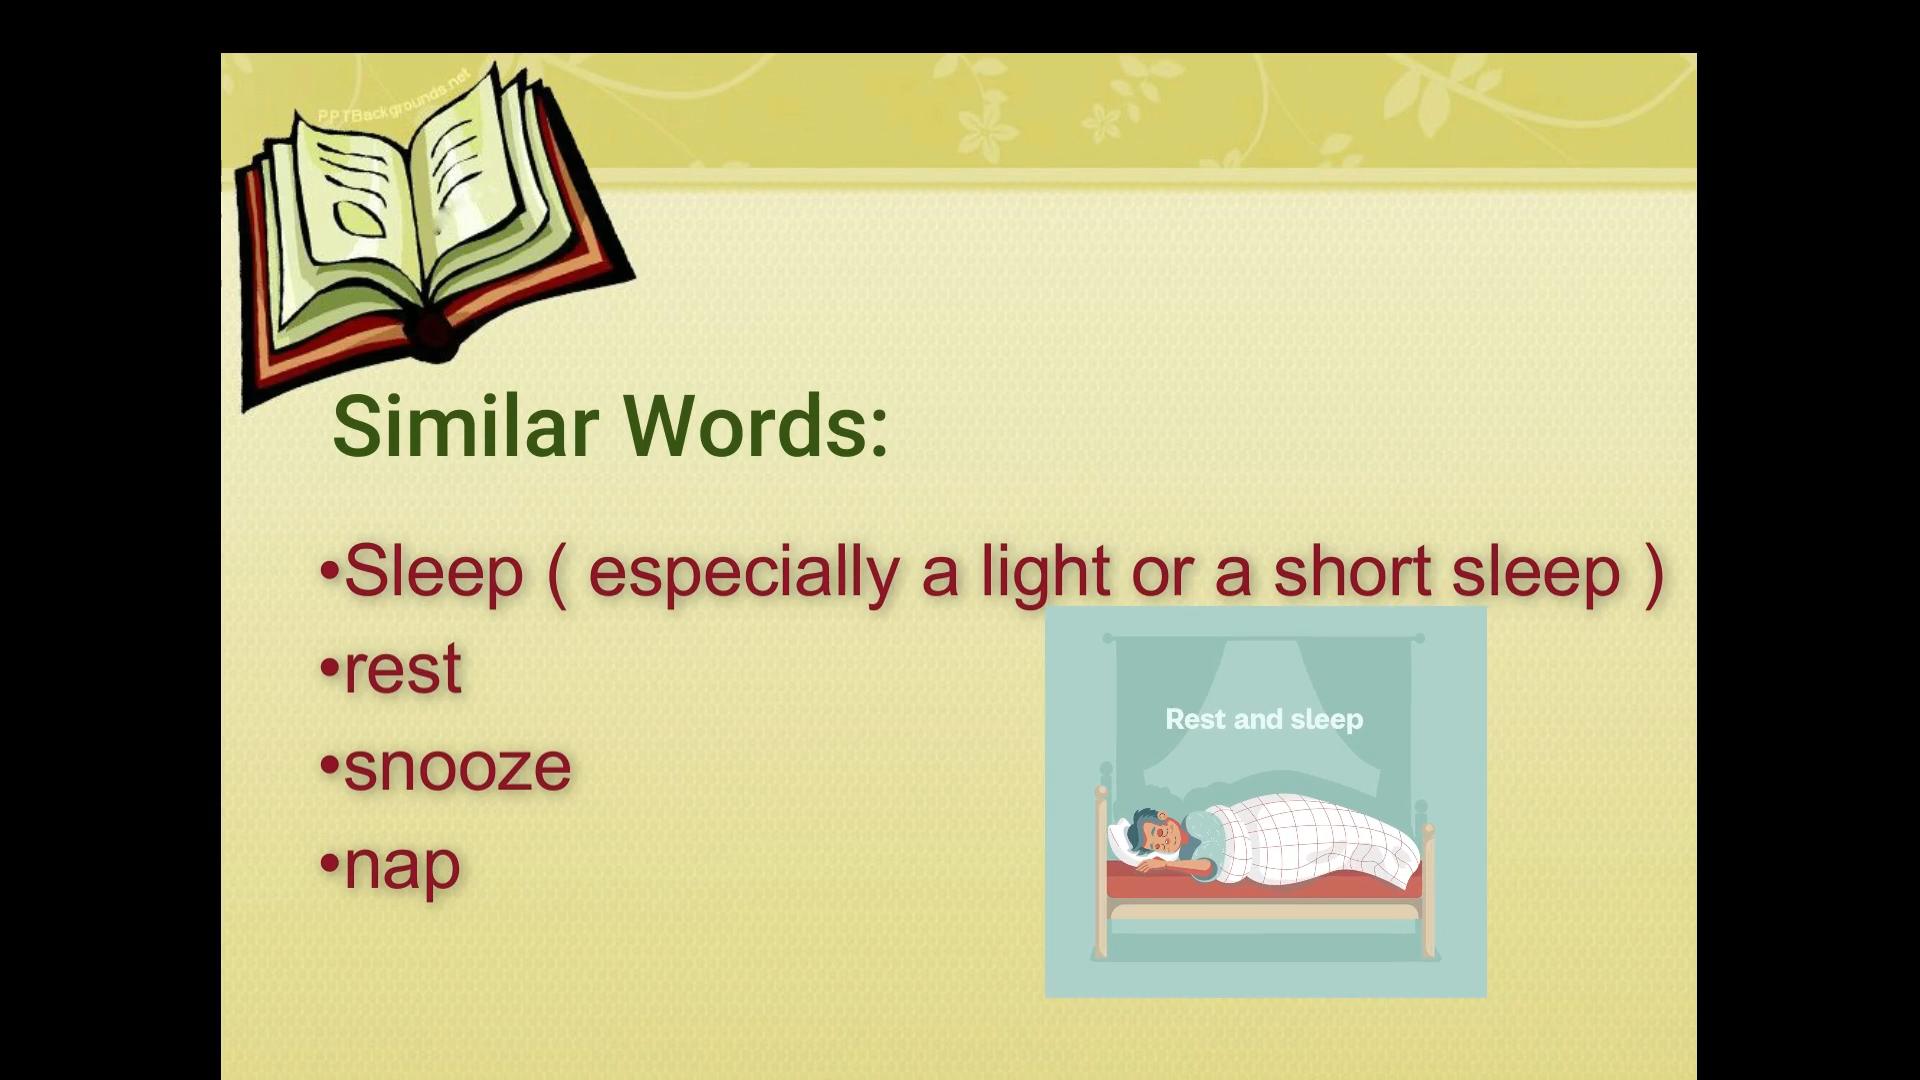 PPTBackgrounds.net
Similar Words:
•Sleep ( especially a light or a short sleep )
•rest
Rest and sleep
•snooze
•nap